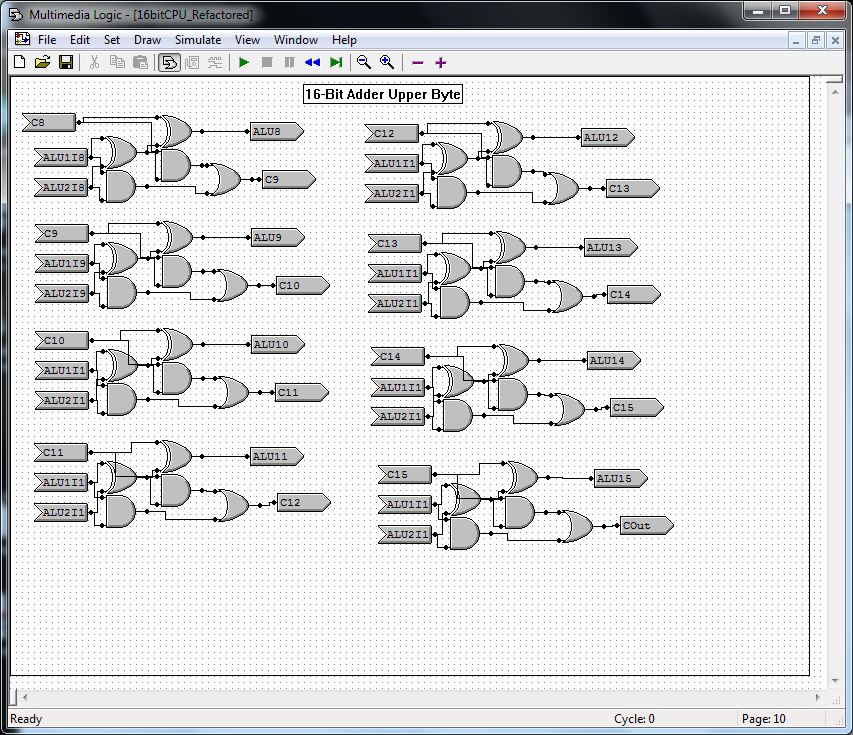 Multimedia Logic - [16bitCPU_Refactored]
File Edit Set Draw Simulate View Window Help
16-Bit Adder Upper Byte
C8
ALU1I8
ALU2I8
ALU8
C9
C9
ALU1I9
ALU2I9
ALU9
C10
C10
ALU1I1
ALU2I1
ALU10
C11
C11
ALU1I1
ALU2I1
ALU11
C12
C12
ALU1I1
ALU2I1
ALU12
C13
C13
ALU1I1
ALU2I1
ALU13
C14
C14
ALU1I1
ALU2I1
ALU14
C15
C15
ALU1I1
ALU2I1
ALU15
COut
Ready Cycle: 0 Page: 10